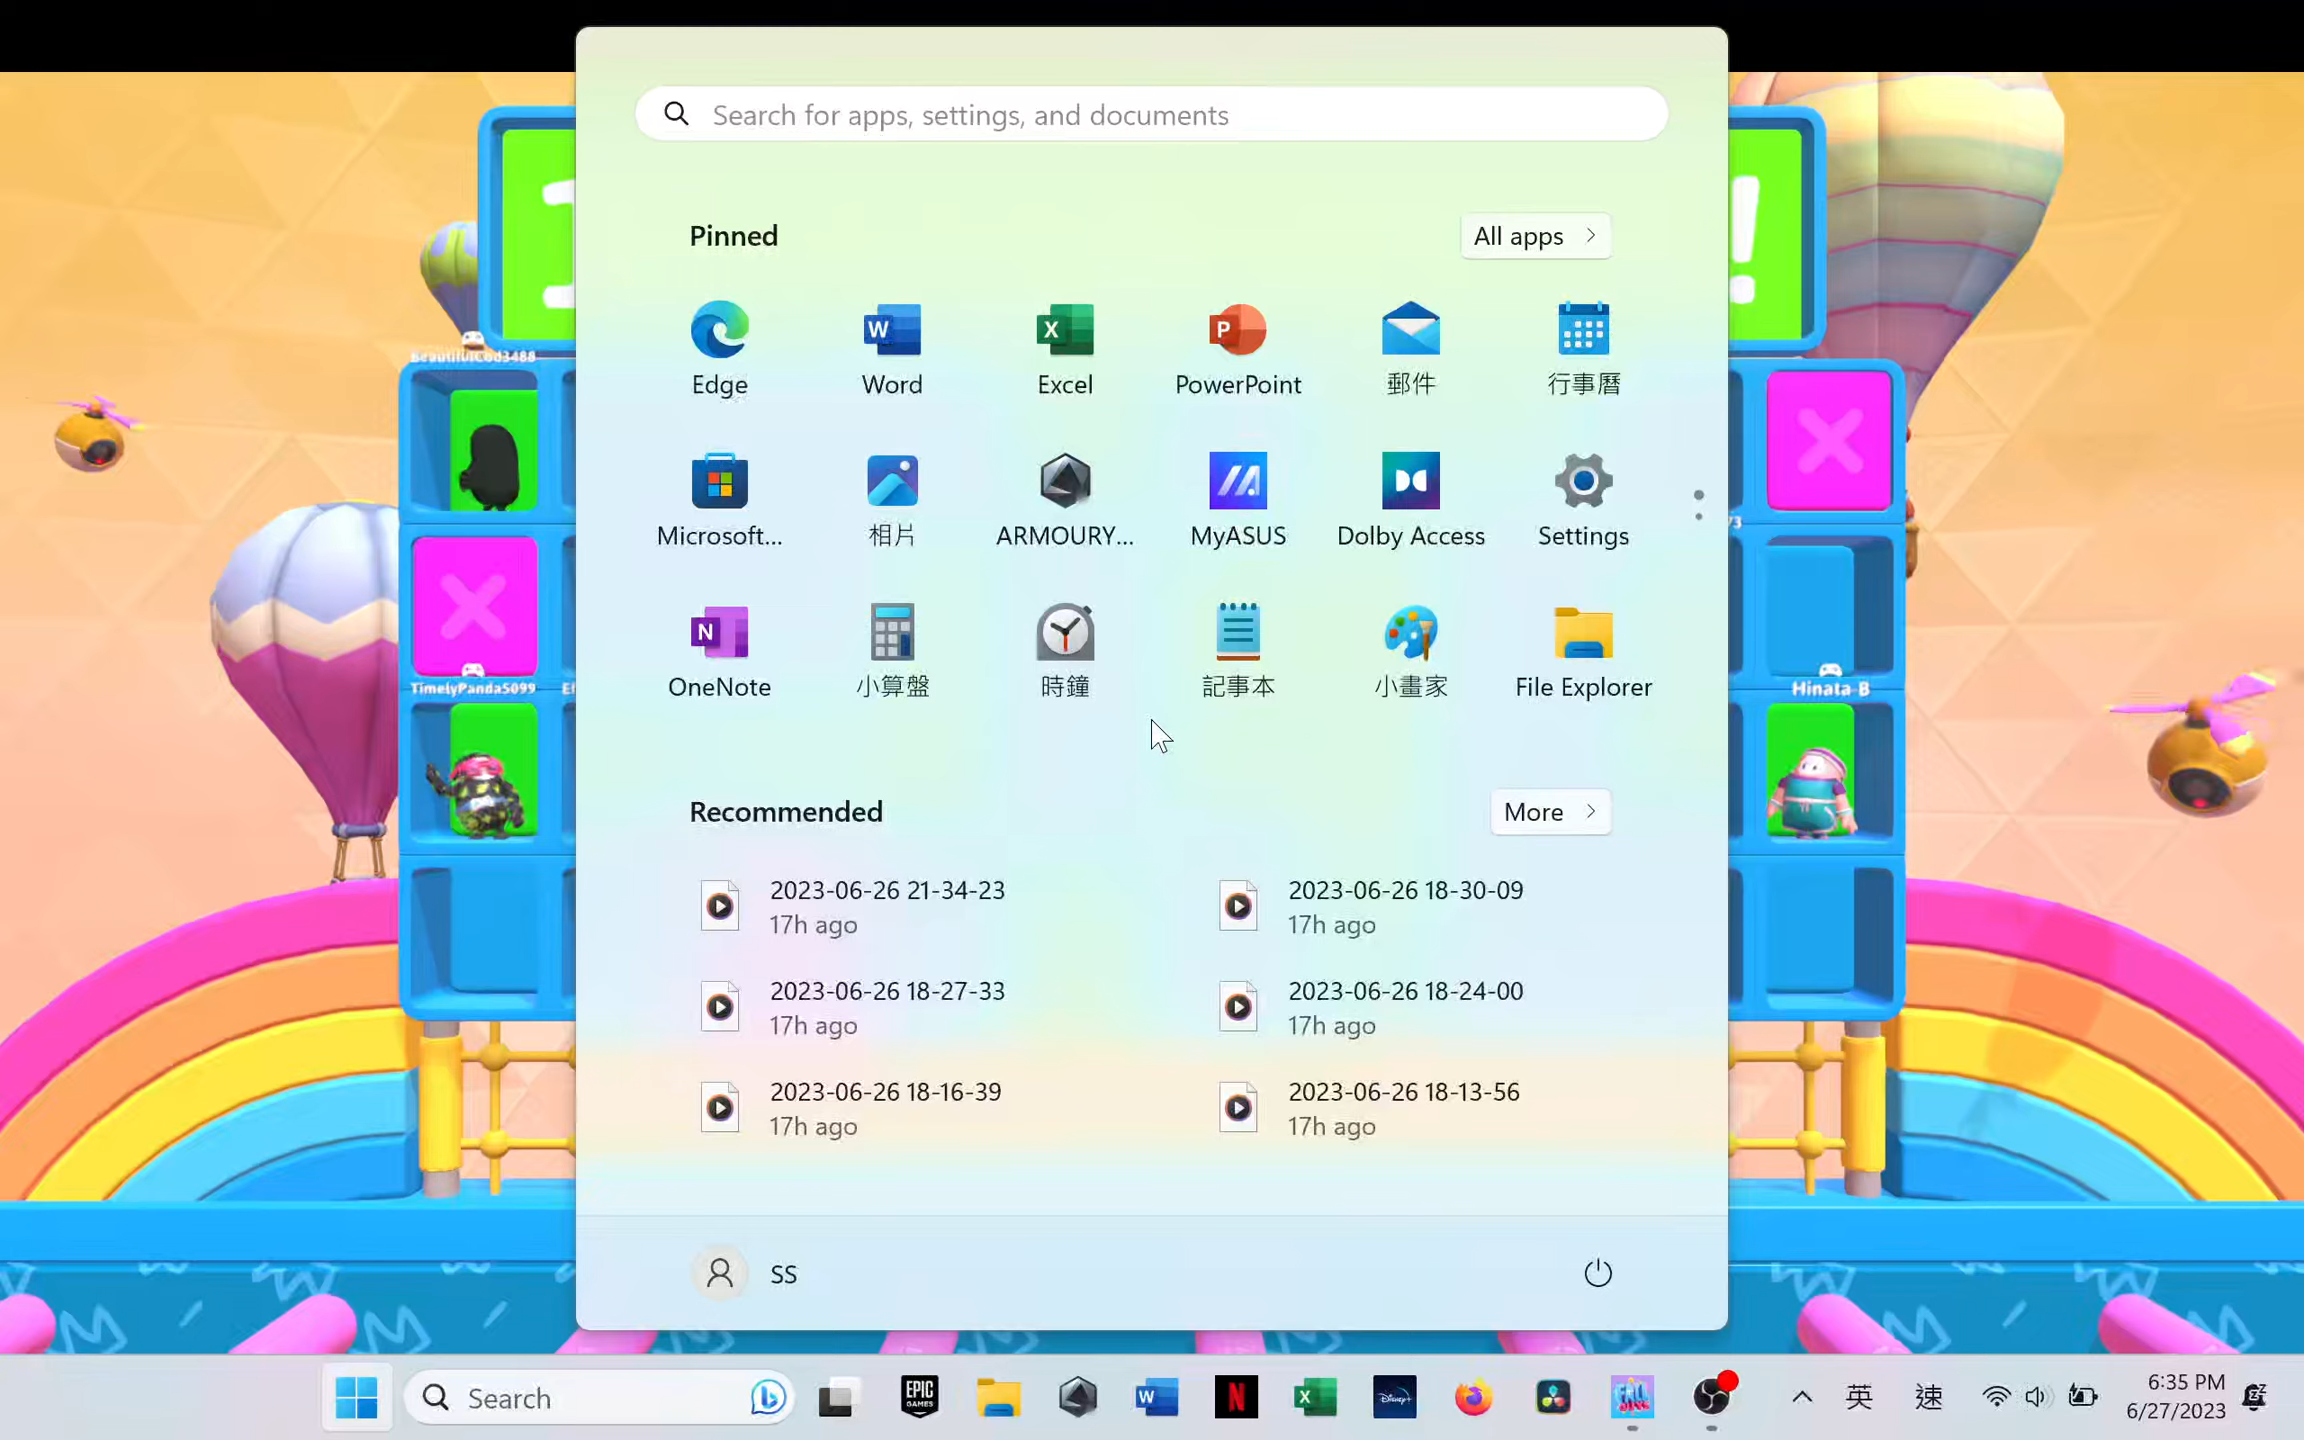 Search for apps, settings, and documents
Pinned
All apps
Edge
Word
Excel
PowerPoint
郵件
行事曆
Microsoft...
相片
ARMOURY...
MyASUS
Dolby Access
Settings
OneNote
小算盤
時鐘
記事本
小畫家
File Explorer
Recommended
More
2023-06-26 21-34-23
17h ago
2023-06-26 18-30-09
17h ago
2023-06-26 18-27-33
17h ago
2023-06-26 18-24-00
17h ago
2023-06-26 18-16-39
17h ago
2023-06-26 18-13-56
17h ago
SS
BeautifulCod3488
TimelyPanda5099
Hinata B
Search
EPIC GAMES
英
速
6:35 PM
6/27/2023